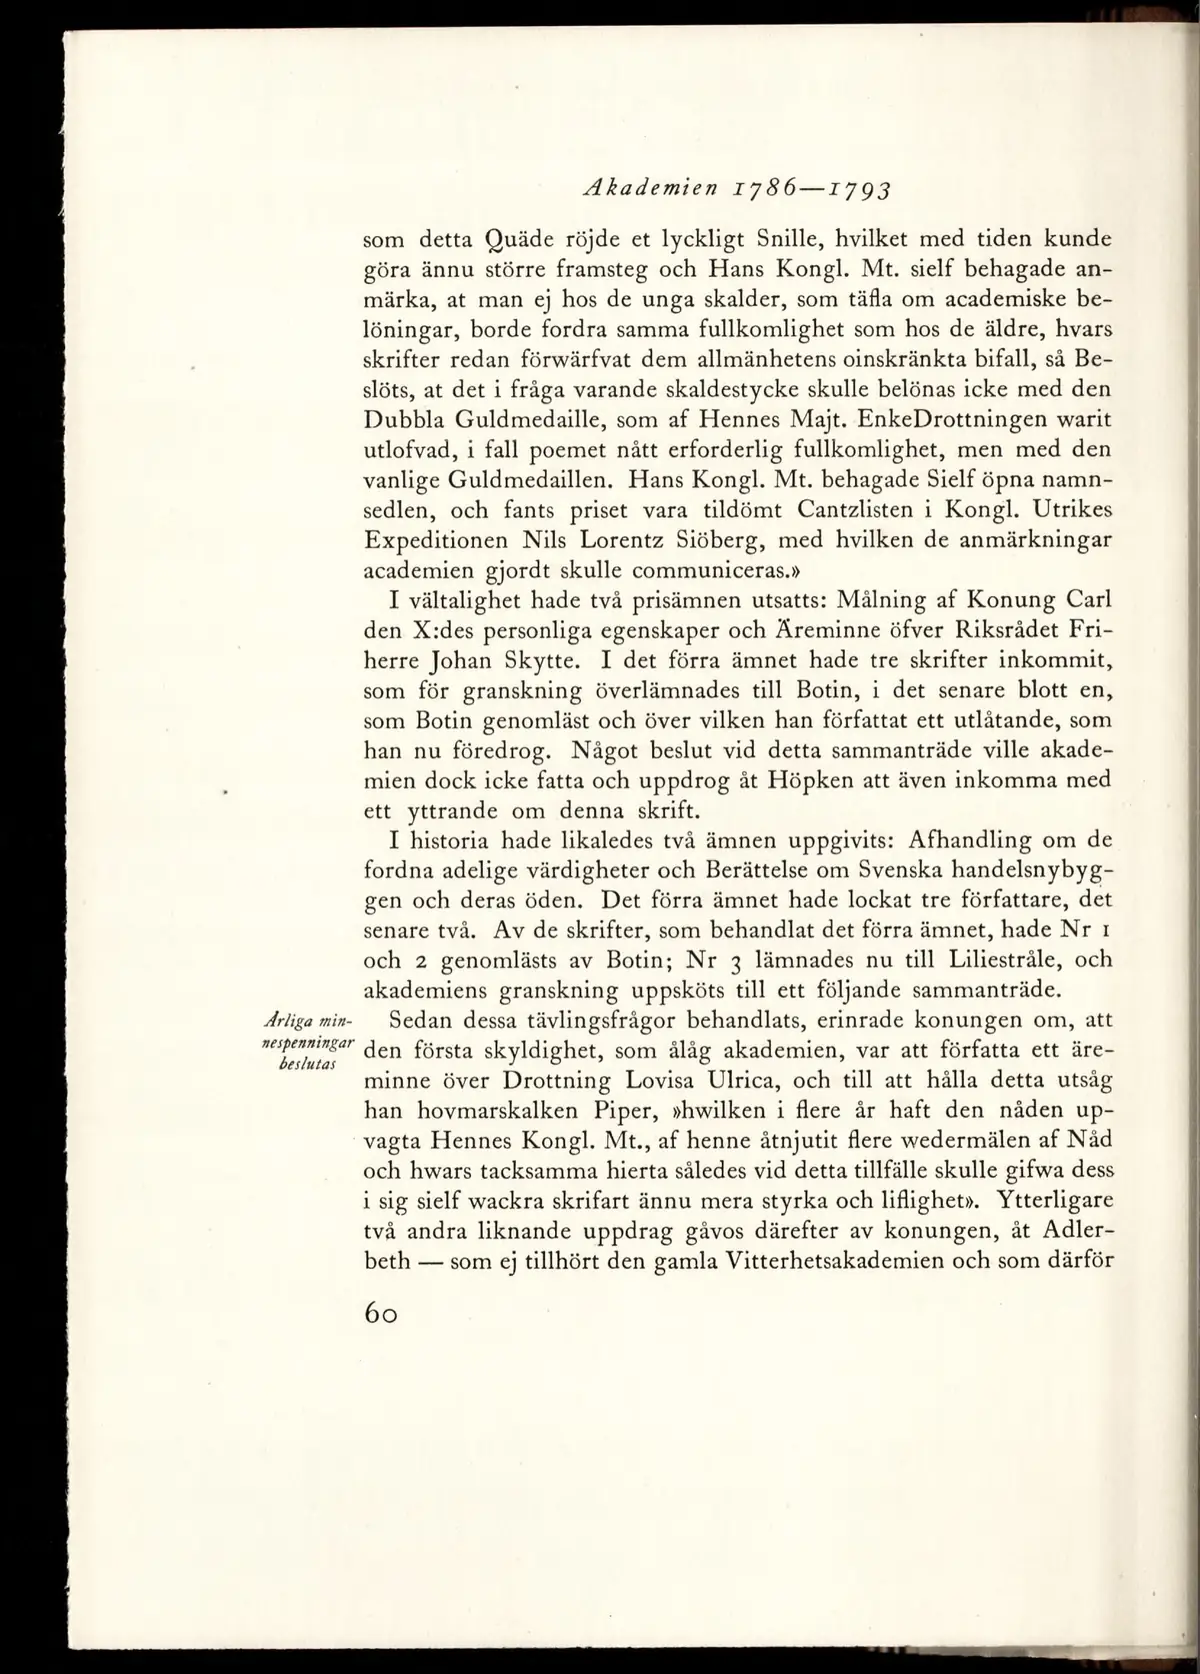 Akademien 1786—1793
som detta Quäde röjde et lyckligt Snille, hvilket med tiden kunde
göra ännu större framsteg och Hans Kongl. Mt. sielf behagade an-
märka, at man ej hos de unga skalder, som täfla om academiske be-
löningar, borde fordra samma fullkomlighet som hos de äldre, hvars
skrifter redan förwärfvat dem allmänhetens oinskränkta bifall, så Be-
slöts, at det i fråga varande skaldestycke skulle belönas icke med den
Dubbla Guldmedaille, som af Hennes Majt. EnkeDrottningen warit
utlofvad, i fall poemet nått erforderlig fullkomlighet, men med den
vanlige Guldmedaillen. Hans Kongl. Mt. behagade Sielf öpna namn-
sedlen, och fants priset vara tildömt Cantzlisten i Kongl. Utrikes
Expeditionen Nils Lorentz Siöberg, med hvilken de anmärkningar
academien gjordt skulle communiceras.»
I vältalighet hade två prisämnen utsatts: Målning af Konung Carl
den X:des personliga egenskaper och Äreminne öfver Riksrådet Fri-
herre Johan Skytte. I det förra ämnet hade tre skrifter inkommit,
som för granskning överlämnades till Botin, i det senare blott en,
som Botin genomläst och över vilken han författat ett utlåtande, som
han nu föredrog. Något beslut vid detta sammanträde ville akade-
mien dock icke fatta och uppdrog åt Höpken att även inkomma med
ett yttrande om denna skrift.
I historia hade likaledes två ämnen uppgivits: Afhandling om de
fordna adelige värdigheter och Berättelse om Svenska handelsnybyg-
gen och deras öden. Det förra ämnet hade lockat tre författare, det
senare två. Av de skrifter, som behandlat det förra ämnet, hade Nr 1
och 2 genomlästs av Botin; Nr 3 lämnades nu till Liliestråle, och
akademiens granskning uppsköts till ett följande sammanträde.
Årliga min-
nespenningar
beslutas
Sedan dessa tävlingsfrågor behandlats, erinrade konungen om, att
den första skyldighet, som ålåg akademien, var att författa ett äre-
minne över Drottning Lovisa Ulrica, och till att hålla detta utsåg
han hovmarskalken Piper, »hwilken i flere år haft den nåden up-
vagta Hennes Kongl. Mt., af henne åtnjutit flere wedermälen af Nåd
och hwars tacksamma hierta således vid detta tillfälle skulle gifwa dess
i sig sielf wackra skrifart ännu mera styrka och liflighet». Ytterligare
två andra liknande uppdrag gåvos därefter av konungen, åt Adler-
beth — som ej tillhört den gamla Vitterhetsakademien och som därför
60